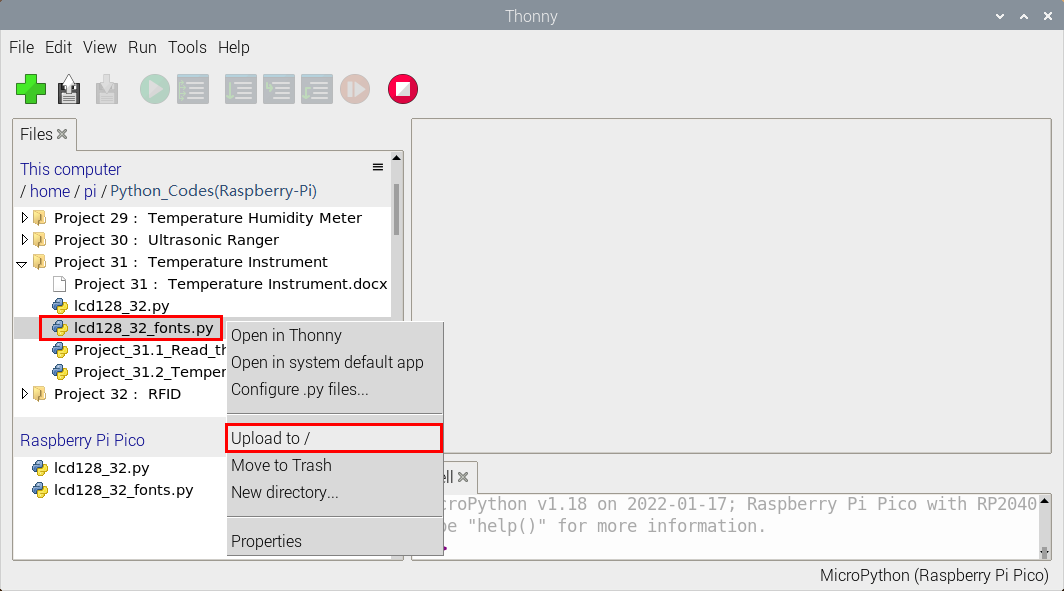 Thonny
File Edit View Run Tools Help
Files
This computer
/ home / pi / Python_Codes(Raspberry-Pi)
Project 29 : Temperature Humidity Meter
Project 30 : Ultrasonic Ranger
Project 31 : Temperature Instrument
Project 31 : Temperature Instrument.docx
lcd128_32.py
lcd128_32_fonts.py
Project_31.1_Read_th
Project_31.2_Temper
Project 32 : RFID
Open in Thonny
Open in system default app
Configure .py files...
Upload to /
Move to Trash
New directory...
Properties
Raspberry Pi Pico
lcd128_32.py
lcd128_32_fonts.py
ell
croPython v1.18 on 2022-01-17; Raspberry Pi Pico with RP2040
pe "help()" for more information.
MicroPython (Raspberry Pi Pico)